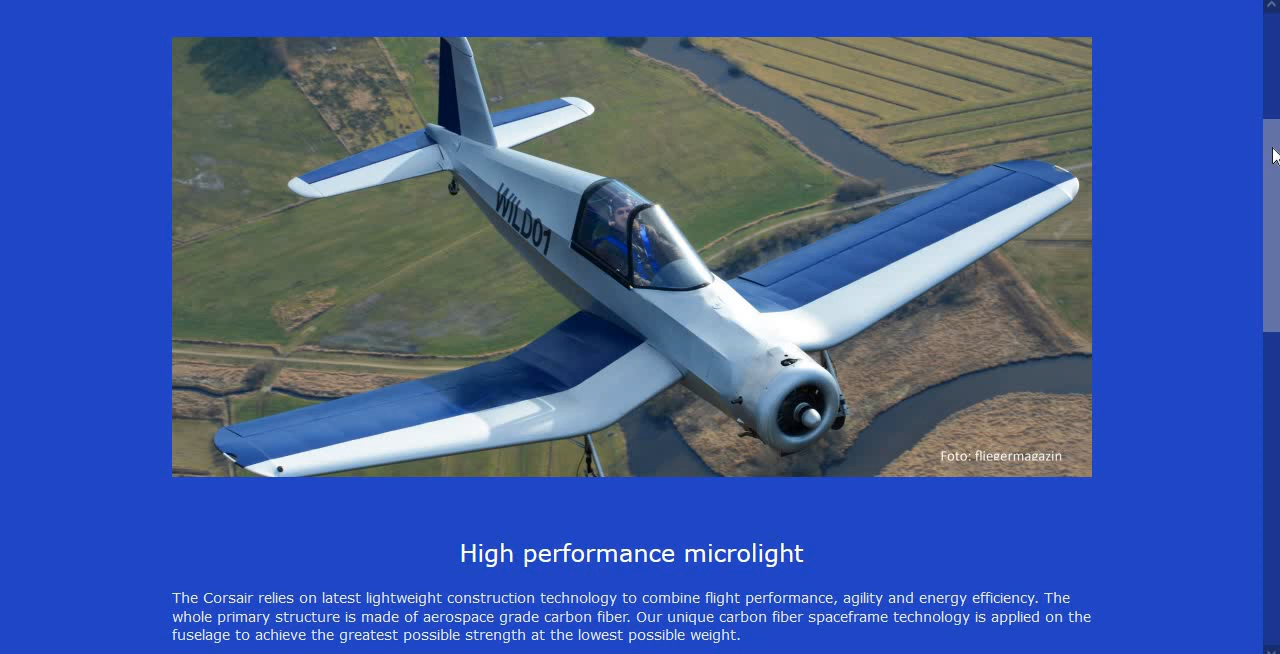 WILD01
Foto: fliegermagazin
High performance microlight
The Corsair relies on latest lightweight construction technology to combine flight performance, agility and energy efficiency. The
whole primary structure is made of aerospace grade carbon fiber. Our unique carbon fiber spaceframe technology is applied on the
fuselage to achieve the greatest possible strength at the lowest possible weight.